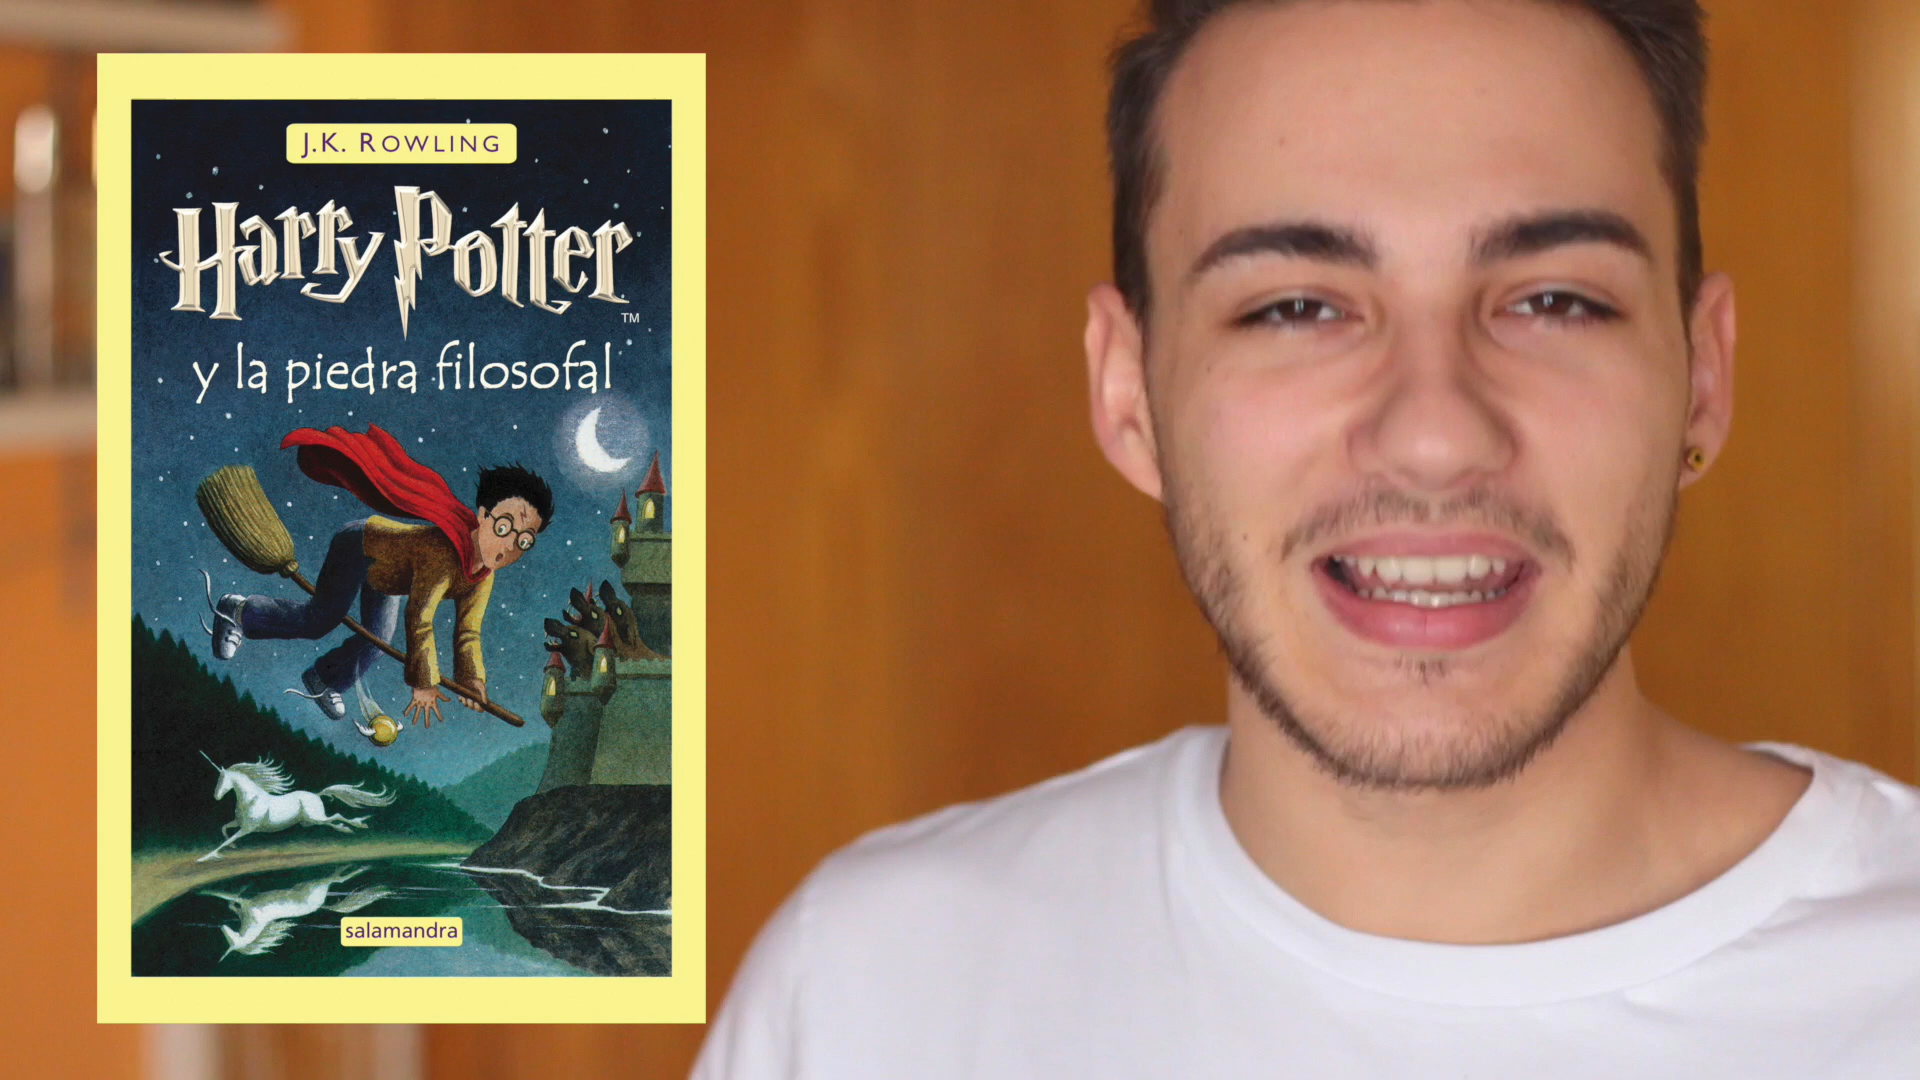 J.K. ROWLING
Harry Potter
TM
y la piedra filosofal
salamandra